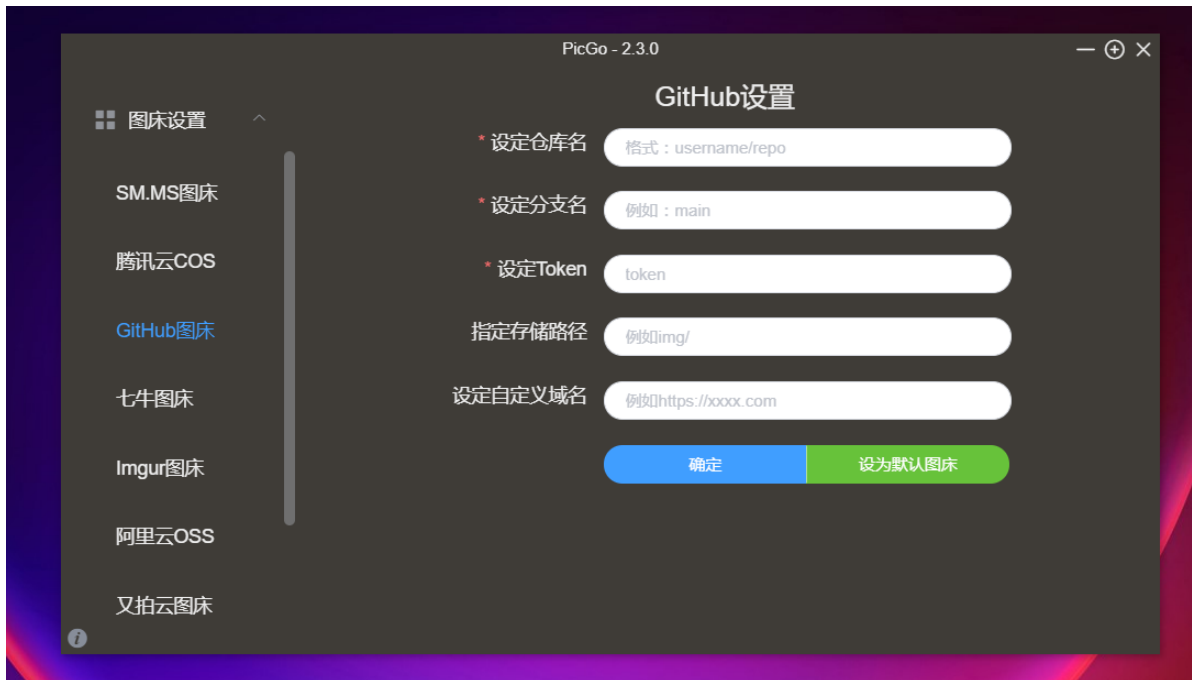 PicGo - 2.3.0
图床设置
SM.MS图床
腾讯云COS
GitHub图床
七牛图床
Imgur图床
阿里云OSS
又拍云图床
GitHub设置
* 设定仓库名
格式：username/repo
* 设定分支名
例如：main
* 设定Token
token
指定存储路径
例如img/
设定自定义域名
例如https://xxxx.com
确定
设为默认图床